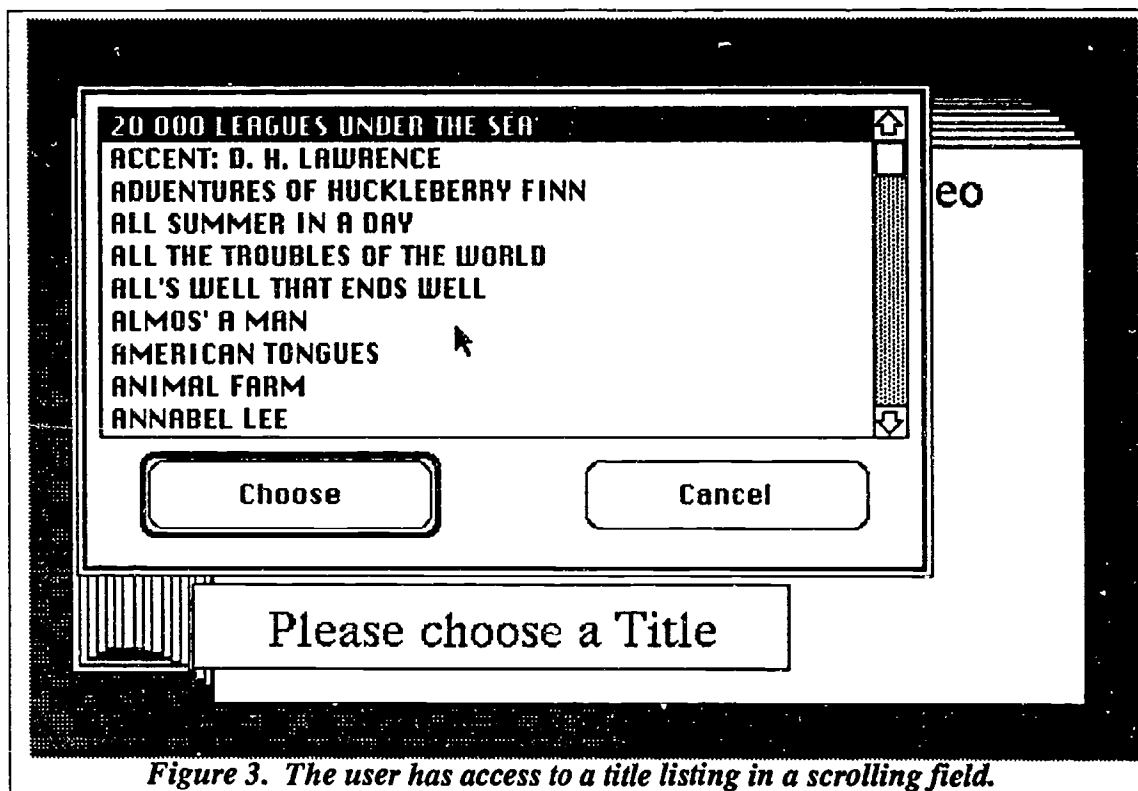 20 000 LEAGUES UNDER THE SEA
ACCENT: D. H. LAWRENCE
ADVENTURES OF HUCKLEBERRY FINN
ALL SUMMER IN A DAY
ALL THE TROUBLES OF THE WORLD
ALL'S WELL THAT ENDS WELL
ALMOS' A MAN
AMERICAN TONGUES
ANIMAL FARM
ANNABEL LEE
eo
Choose
Cancel
Please choose a Title
Figure 3. The user has access to a title listing in a scrolling field.